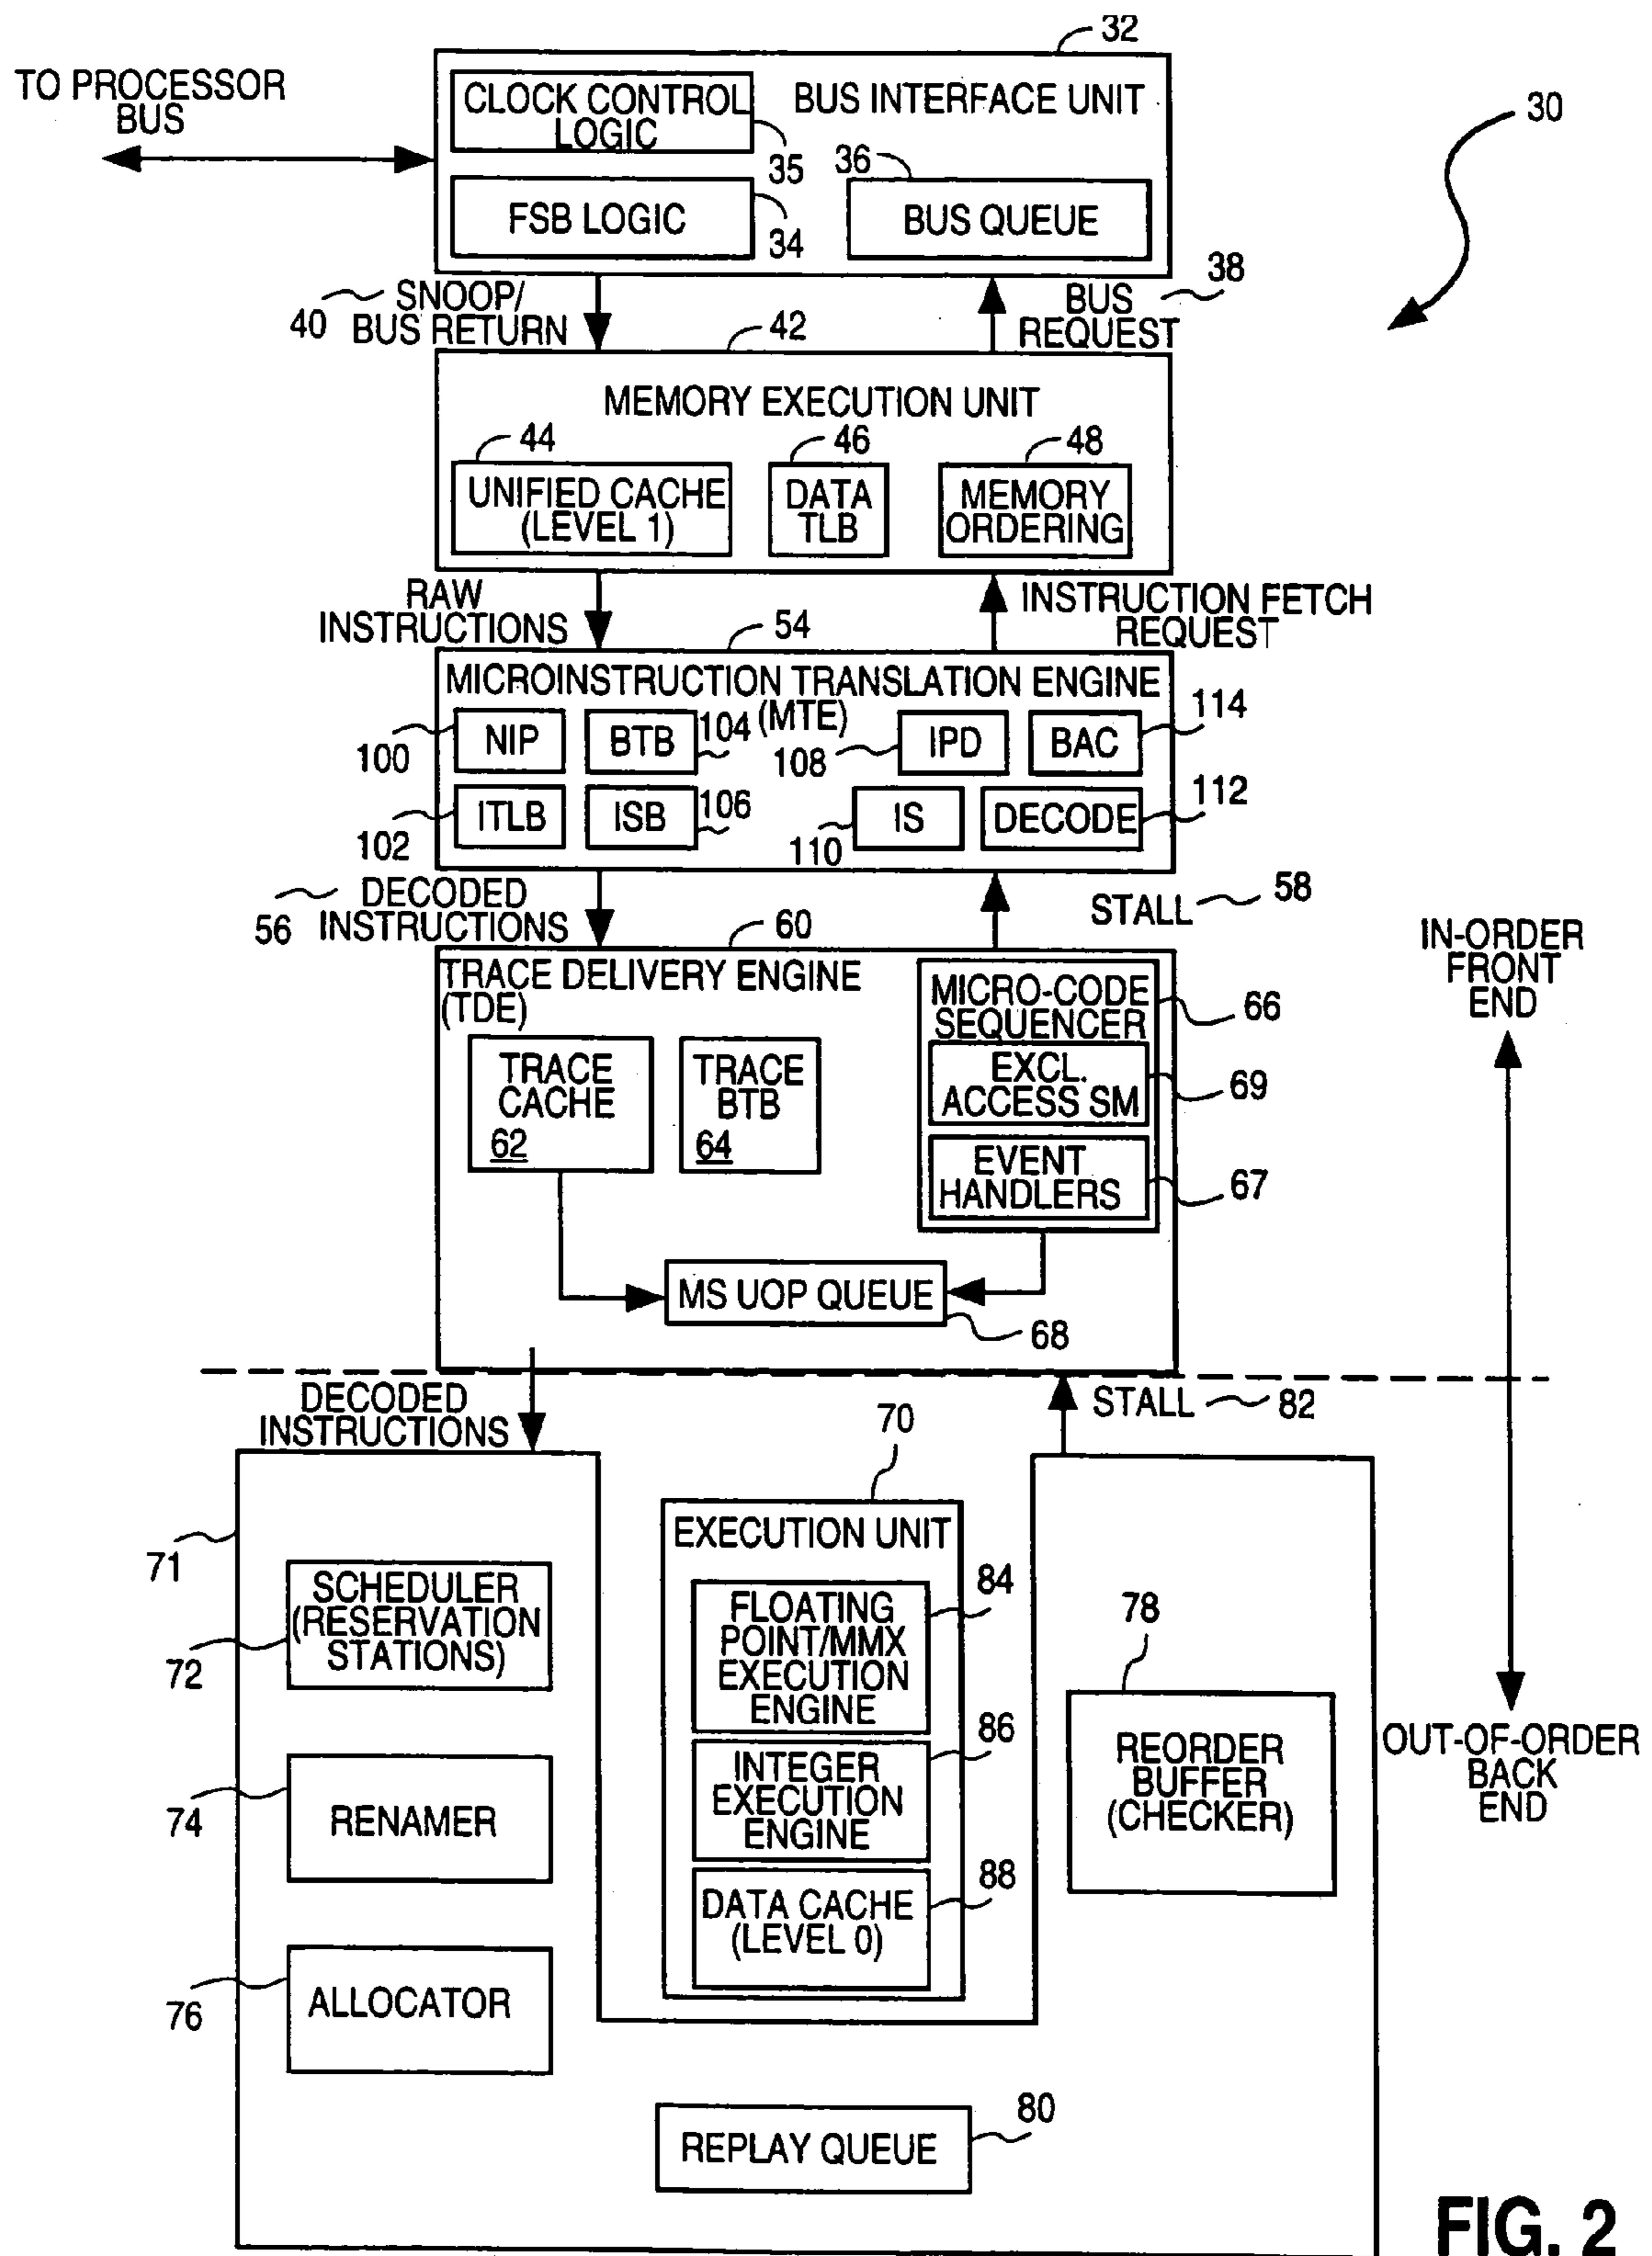 32
TO PROCESSOR
BUS
CLOCK CONTROL
LOGIC
35
BUS INTERFACE UNIT
30
FSB LOGIC
34
36
BUS QUEUE
40
SNOOP/
BUS RETURN
38
BUS
REQUEST
42
MEMORY EXECUTION UNIT
44
UNIFIED CACHE
(LEVEL 1)
46
DATA
TLB
48
MEMORY
ORDERING
RAW
INSTRUCTIONS
INSTRUCTION FETCH
REQUEST
54
MICROINSTRUCTION TRANSLATION ENGINE
(MTE)
100
NIP
BTB
104
108
IPD
BAC
114
102
ITLB
ISB
106
110
IS
DECODE
112
56
DECODED
INSTRUCTIONS
STALL
58
60
TRACE DELIVERY ENGINE
(TDE)
TRACE
CACHE
62
TRACE
BTB
64
MICRO-CODE
SEQUENCER
66
EXCL.
ACCESS SM
69
EVENT
HANDLERS
67
MS UOP QUEUE
68
IN-ORDER
FRONT
END
DECODED
INSTRUCTIONS
STALL
82
70
71
EXECUTION UNIT
SCHEDULER
(RESERVATION
STATIONS)
72
FLOATING
POINT/MMX
EXECUTION
ENGINE
84
78
REORDER
BUFFER
(CHECKER)
OUT-OF-ORDER
BACK
END
74
RENAMER
INTEGER
EXECUTION
ENGINE
86
DATA CACHE
(LEVEL 0)
88
76
ALLOCATOR
80
REPLAY QUEUE
FIG. 2